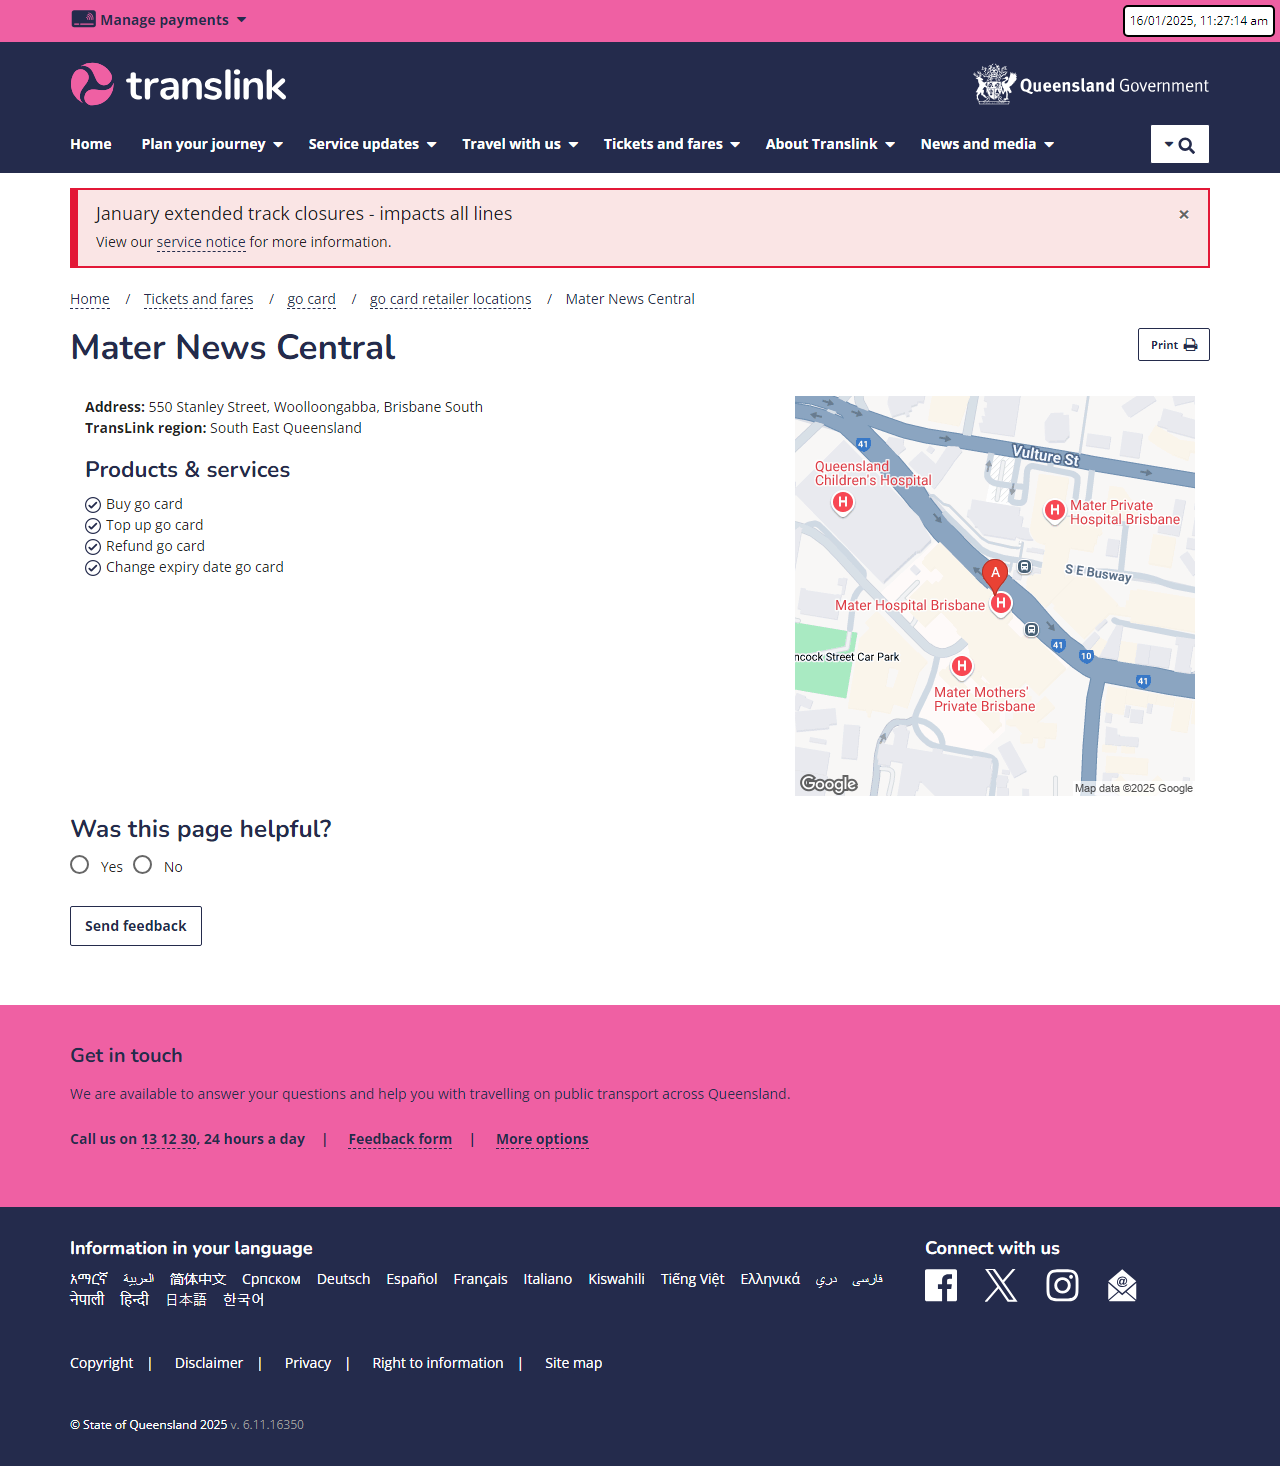 Manage payments
16/01/2025, 11:27:14 am
translink
Queensland Government
Home Plan your journey Service updates Travel with us Tickets and fares About Translink News and media
January extended track closures - impacts all lines
×
View our service notice for more information.
Home / Tickets and fares / go card / go card retailer locations / Mater News Central
Mater News Central
Print
Address: 550 Stanley Street, Woolloongabba, Brisbane South
TransLink region: South East Queensland
Products & services
Buy go card
Top up go card
Refund go card
Change expiry date go card
41
Vulture St
Queensland
Children's Hospital
H
H
Mater Private
Hospital Brisbane
A
S E Busway
Mater Hospital Brisbane
H
41
10
ncock Street Car Park
H
41
Mater Mothers'
Private Brisbane
Google
Map data ©2025 Google
Was this page helpful?
Yes No
Send feedback
Get in touch
We are available to answer your questions and help you with travelling on public transport across Queensland.
Call us on 13 12 30, 24 hours a day | Feedback form | More options
Information in your language
አማርኛ العربية 简体中文 Српском Deutsch Español Français Italiano Kiswahili Tiếng Việt Ελληνικά دري فارسی
नेपाली हिन्दी 日本語 한국어
Connect with us
Copyright | Disclaimer | Privacy | Right to information | Site map
© State of Queensland 2025 v. 6.11.16350